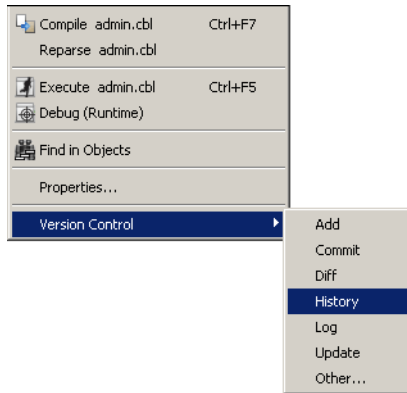 Compile admin.cbl Ctrl+F7
Reparse admin.cbl
Execute admin.cbl Ctrl+F5
Debug (Runtime)
Find in Objects
Properties...
Version Control
Add
Commit
Diff
History
Log
Update
Other...